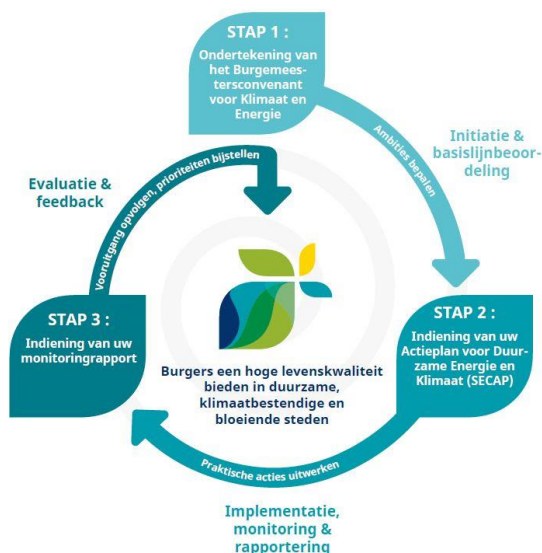 STAP 1 :
Ondertekening van
het Burgemees-
tersconvenant
voor Klimaat en
Energie
Ambities bepalen
Initiatie &
basislijnbeoor-
deling
STAP 2 :
Indiening van uw
Actieplan voor Duur-
zame Energie en
Klimaat (SECAP)
Praktische acties uitwerken
Implementatie,
monitoring &
rapportering
STAP 3 :
Indiening van uw
monitoringrapport
Vooruitgang opvolgen, prioriteiten bijstellen
Evaluatie &
feedback
Burgers een hoge levenskwaliteit
bieden in duurzame,
klimaatbestendige en
bloeiende steden